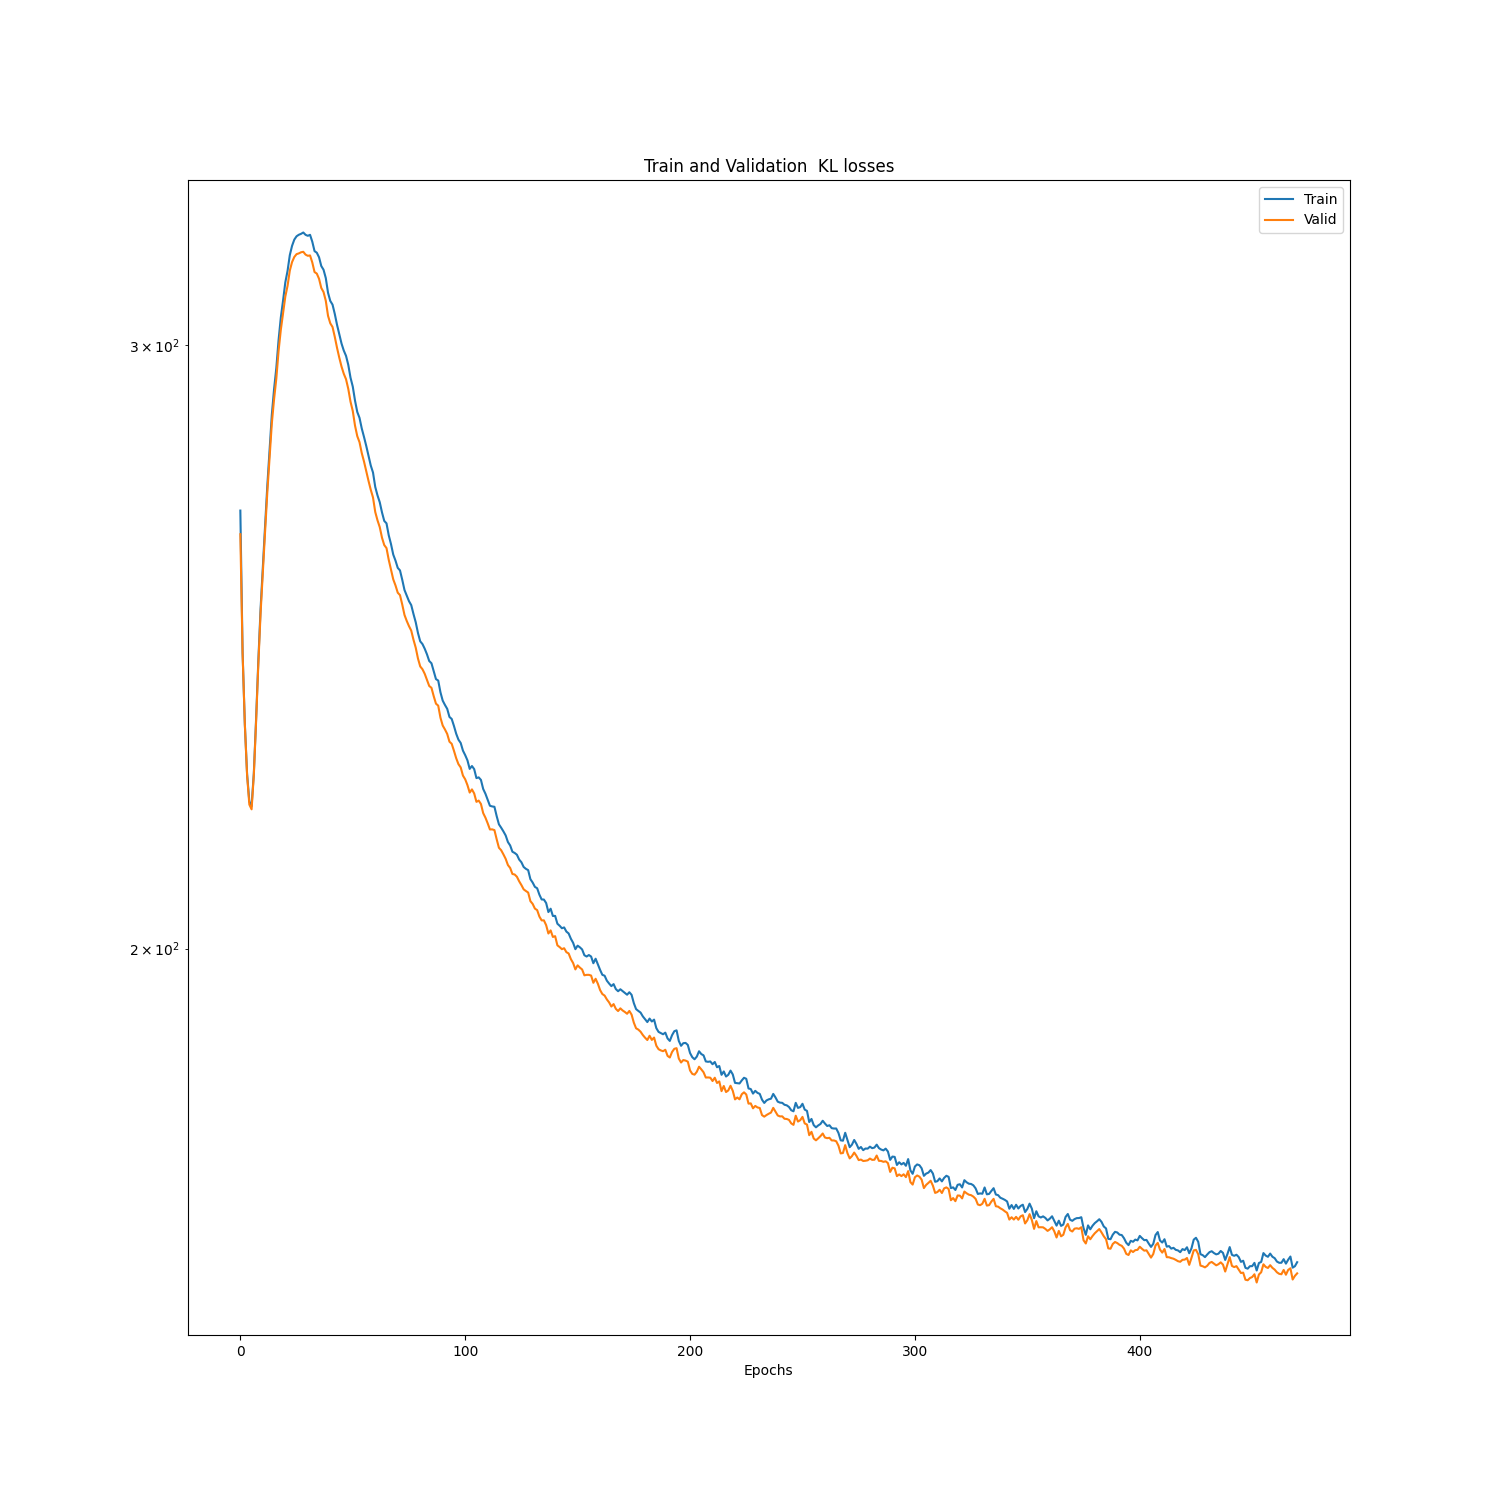 Train and Validation  KL losses
Train
Valid
3 × 10²
2 × 10²
0 100 200 300 400
Epochs